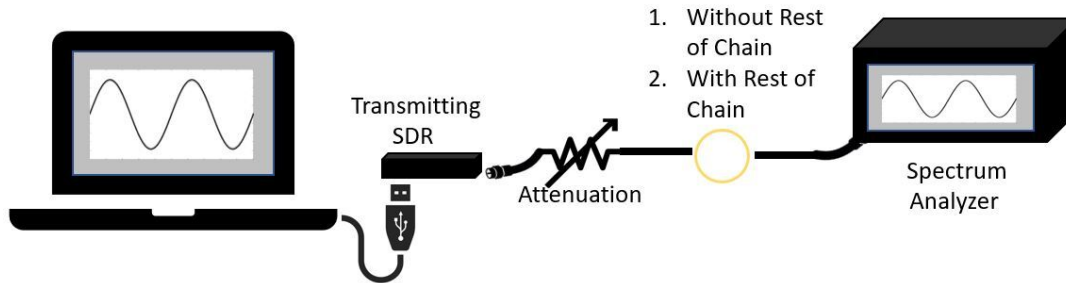 1. Without Rest
of Chain
2. With Rest of
Chain
Transmitting
SDR
Attenuation
Spectrum
Analyzer